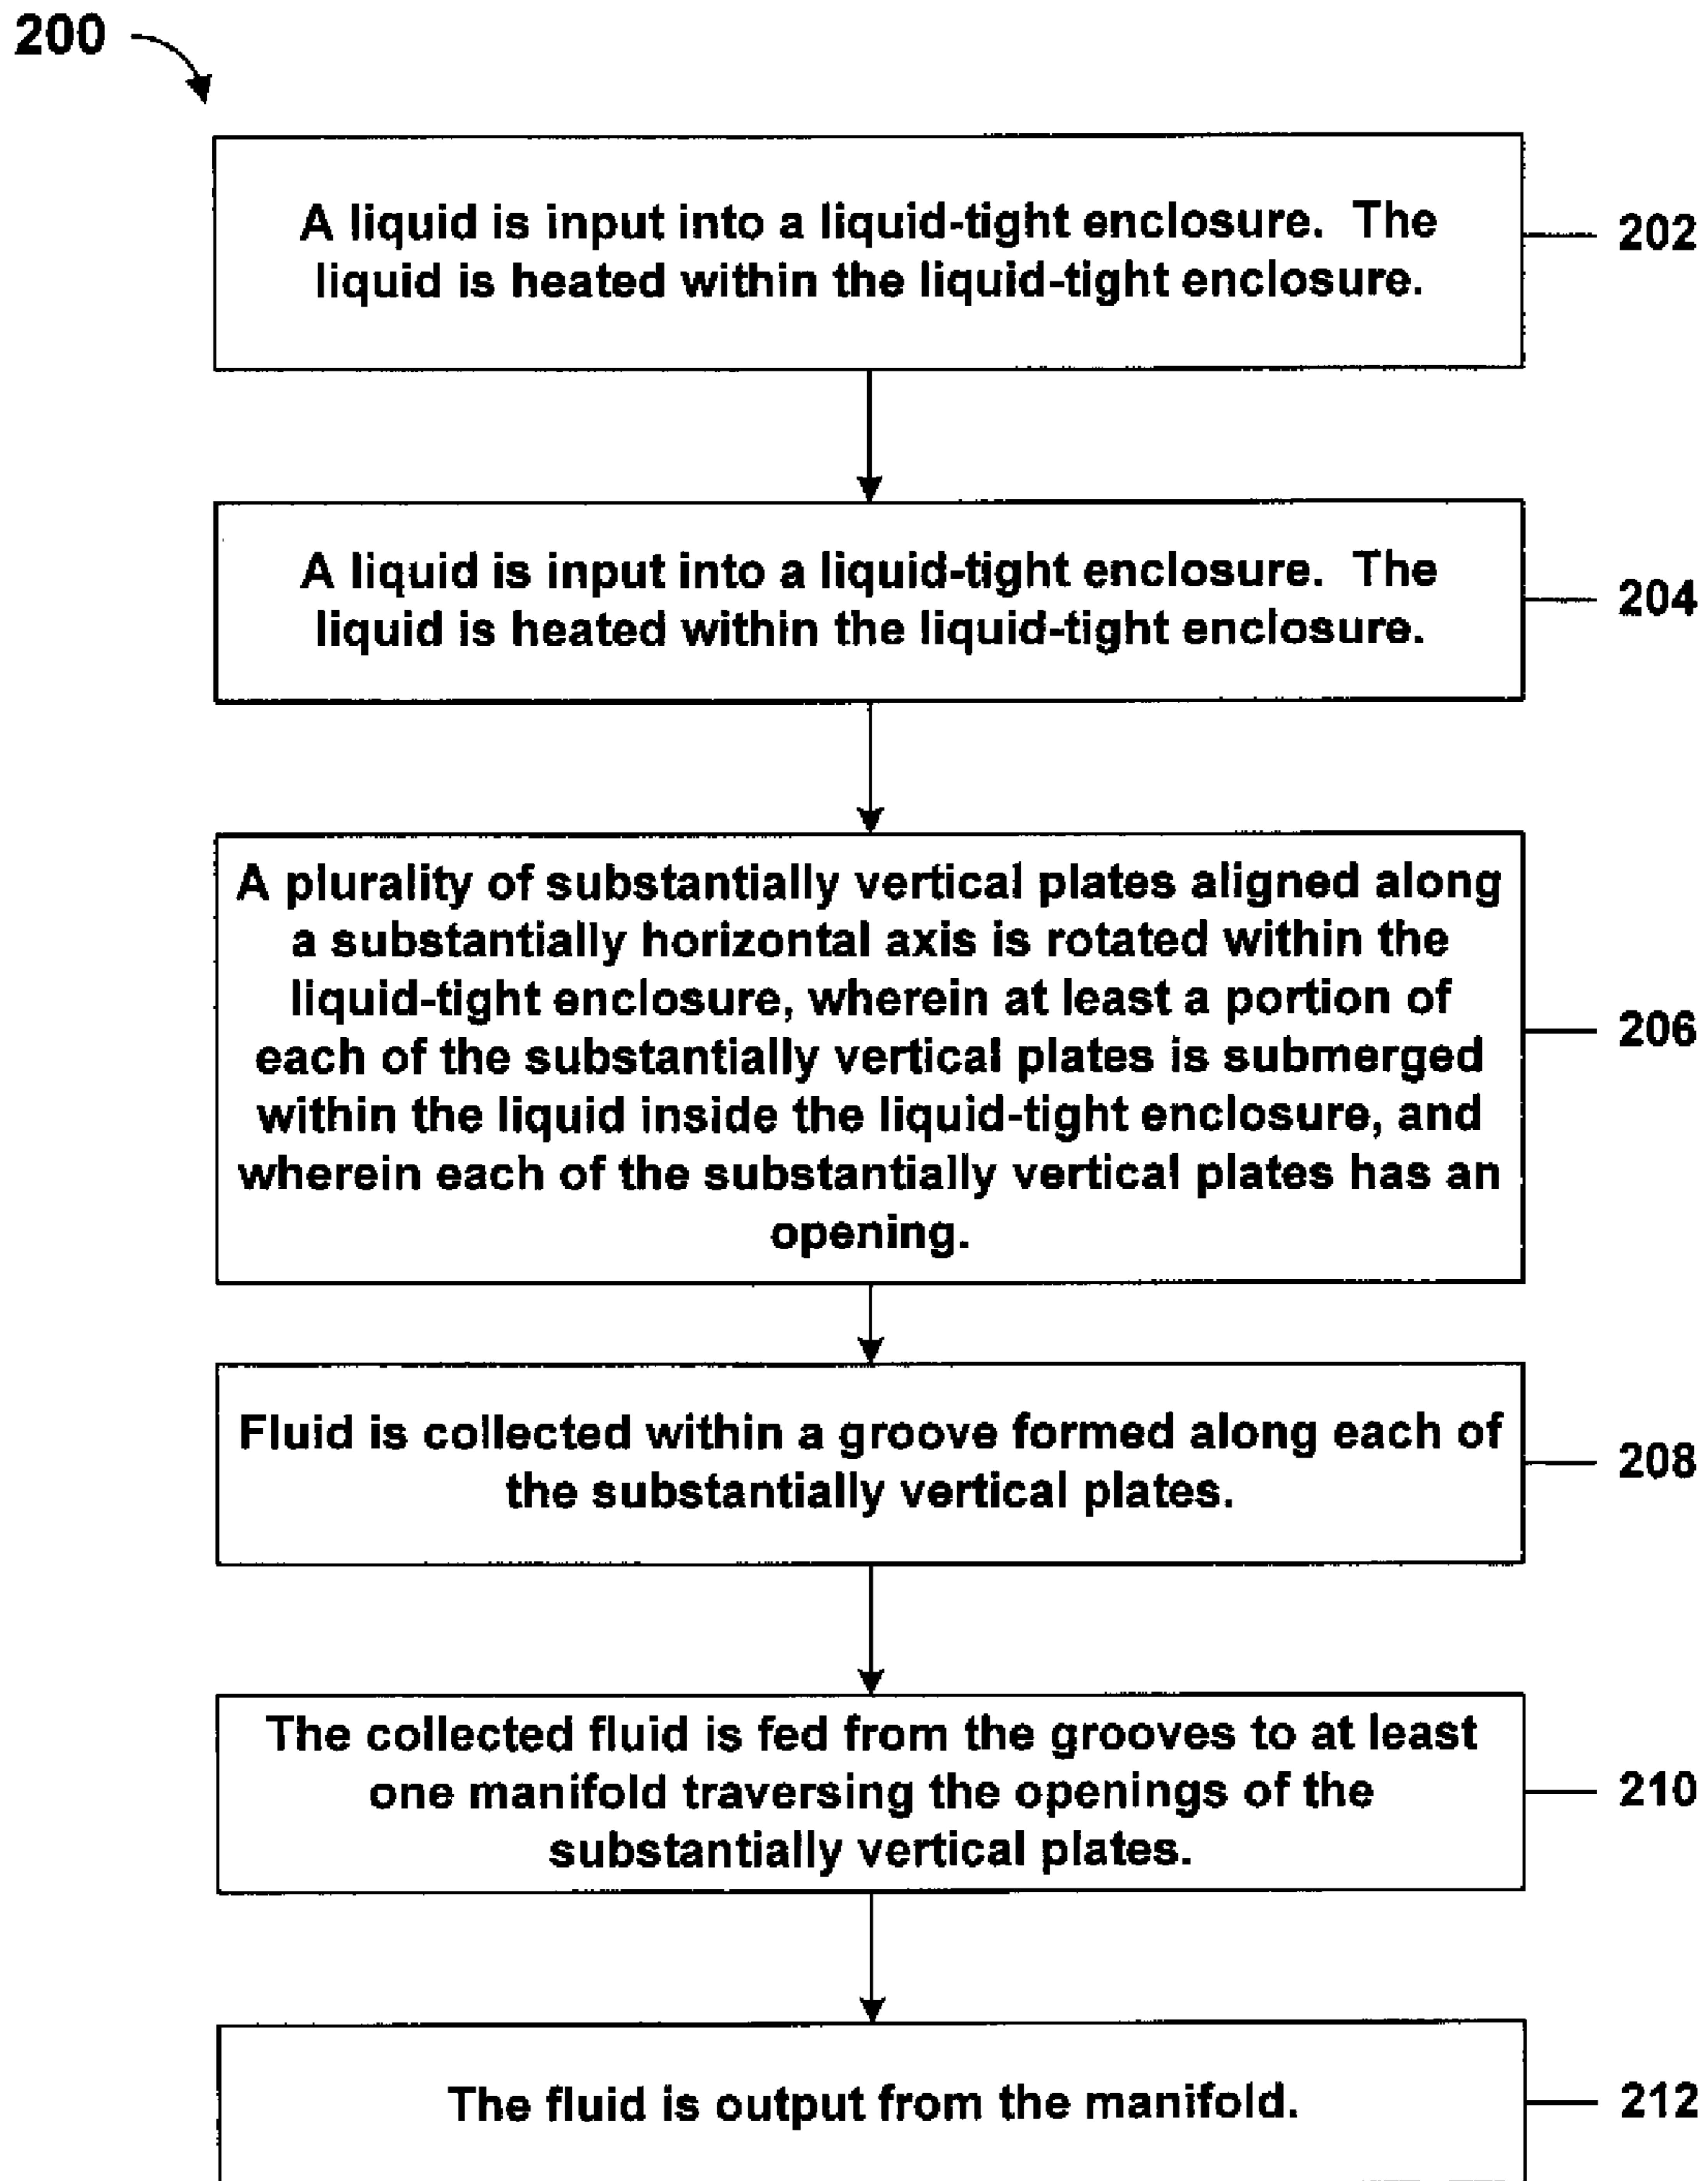 200
A liquid is input into a liquid-tight enclosure. The
liquid is heated within the liquid-tight enclosure.
202
A liquid is input into a liquid-tight enclosure. The
liquid is heated within the liquid-tight enclosure.
204
A plurality of substantially vertical plates aligned along
a substantially horizontal axis is rotated within the
liquid-tight enclosure, wherein at least a portion of
each of the substantially vertical plates is submerged
within the liquid inside the liquid-tight enclosure, and
wherein each of the substantially vertical plates has an
opening.
206
Fluid is collected within a groove formed along each of
the substantially vertical plates.
208
The collected fluid is fed from the grooves to at least
one manifold traversing the openings of the
substantially vertical plates.
210
The fluid is output from the manifold.
212